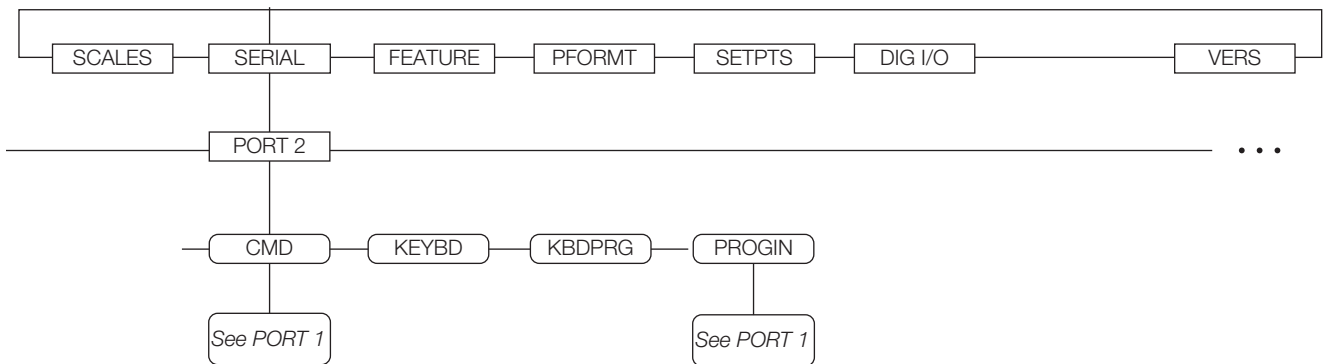 SCALES SERIAL FEATURE PFORMT SETPTS DIG I/O VERS
PORT 2
• • •
CMD KEYBD KBDPRG PROGIN
See PORT 1 See PORT 1